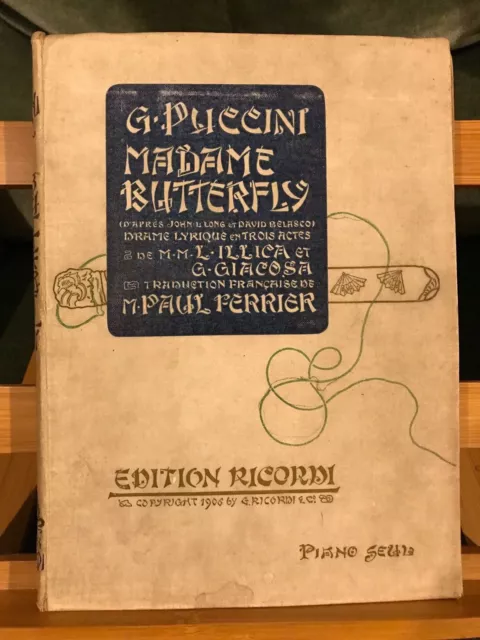 G. PUCCINI
MADAME
BUTTERFLY
(D'APRÈS JOHN L LONG ET DAVID BELASCO)
DRAME LYRIQUE EN TROIS ACTES
DE M.M. L. ILLICA ET
G. GIACOSA
TRADUCTION FRANÇAISE DE
M. PAUL FERRIER
EDITION RICORDI
COPYRIGHT 1906 by G. RICORDI & Co.
PIANO SEUL